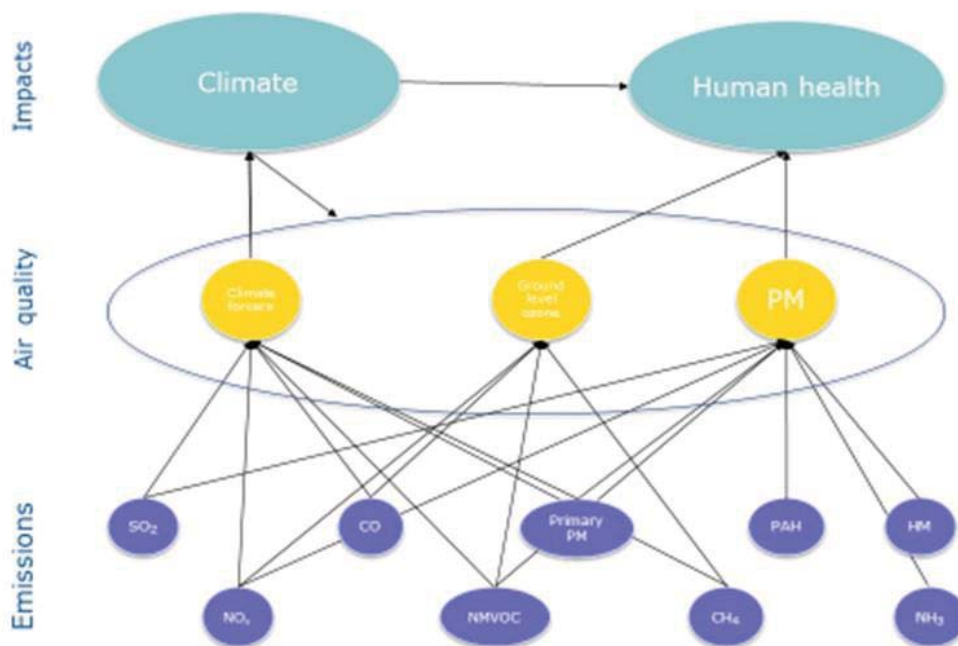 Impacts
Climate
Human health
Air quality
Climate
forcers
Ground
level
ozone
PM
Emissions
SO₂
CO
Primary
PM
PAH
HM
NOₓ
NMVOC
CH₄
NH₃